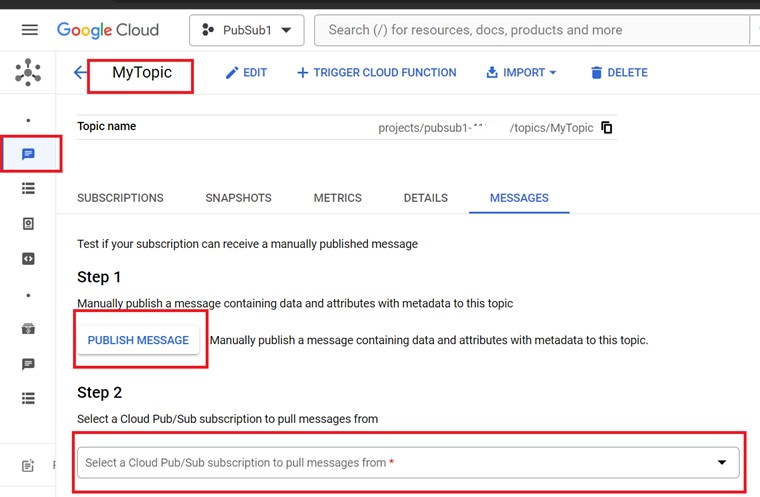 Google Cloud
PubSub1
Search (/) for resources, docs, products and more
MyTopic
EDIT
TRIGGER CLOUD FUNCTION
IMPORT
DELETE
Topic name
projects/pubsub1- /topics/MyTopic
SUBSCRIPTIONS
SNAPSHOTS
METRICS
DETAILS
MESSAGES
Test if your subscription can receive a manually published message
Step 1
Manually publish a message containing data and attributes with metadata to this topic
PUBLISH MESSAGE
Manually publish a message containing data and attributes with metadata to this topic.
Step 2
Select a Cloud Pub/Sub subscription to pull messages from
Select a Cloud Pub/Sub subscription to pull messages from *